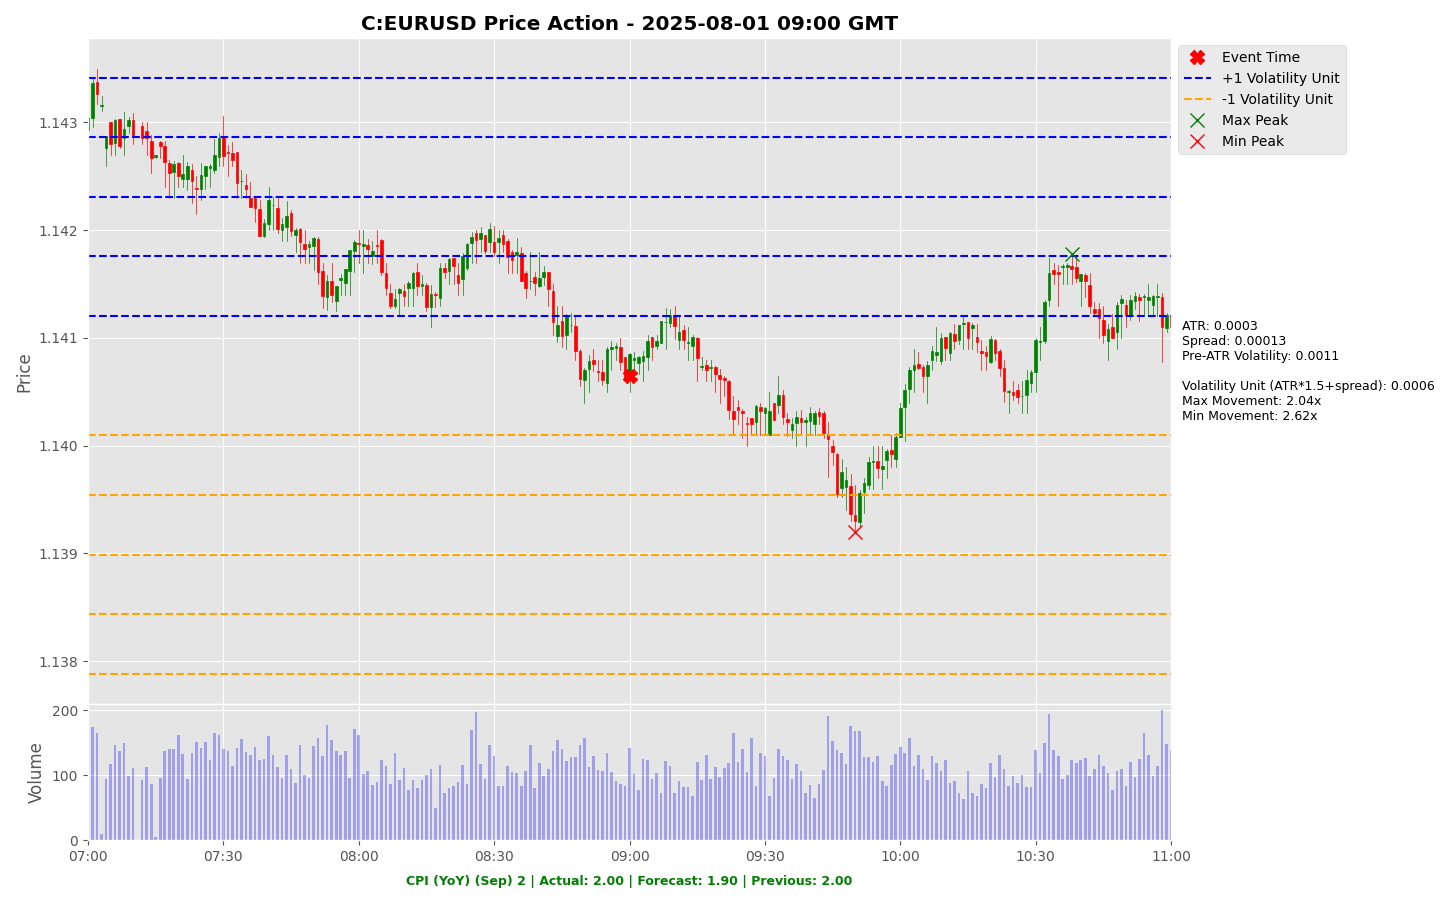 C:EURUSD Price Action - 2025-08-01 09:00 GMT
Event Time
+1 Volatility Unit
-1 Volatility Unit
Max Peak
Min Peak
1.143
1.142
1.141
1.140
1.139
1.138
Price
ATR: 0.0003
Spread: 0.00013
Pre-ATR Volatility: 0.0011
Volatility Unit (ATR*1.5+spread): 0.0006
Max Movement: 2.04x
Min Movement: 2.62x
200
100
0
Volume
07:00 07:30 08:00 08:30 09:00 09:30 10:00 10:30 11:00
CPI (YoY) (Sep) 2 | Actual: 2.00 | Forecast: 1.90 | Previous: 2.00